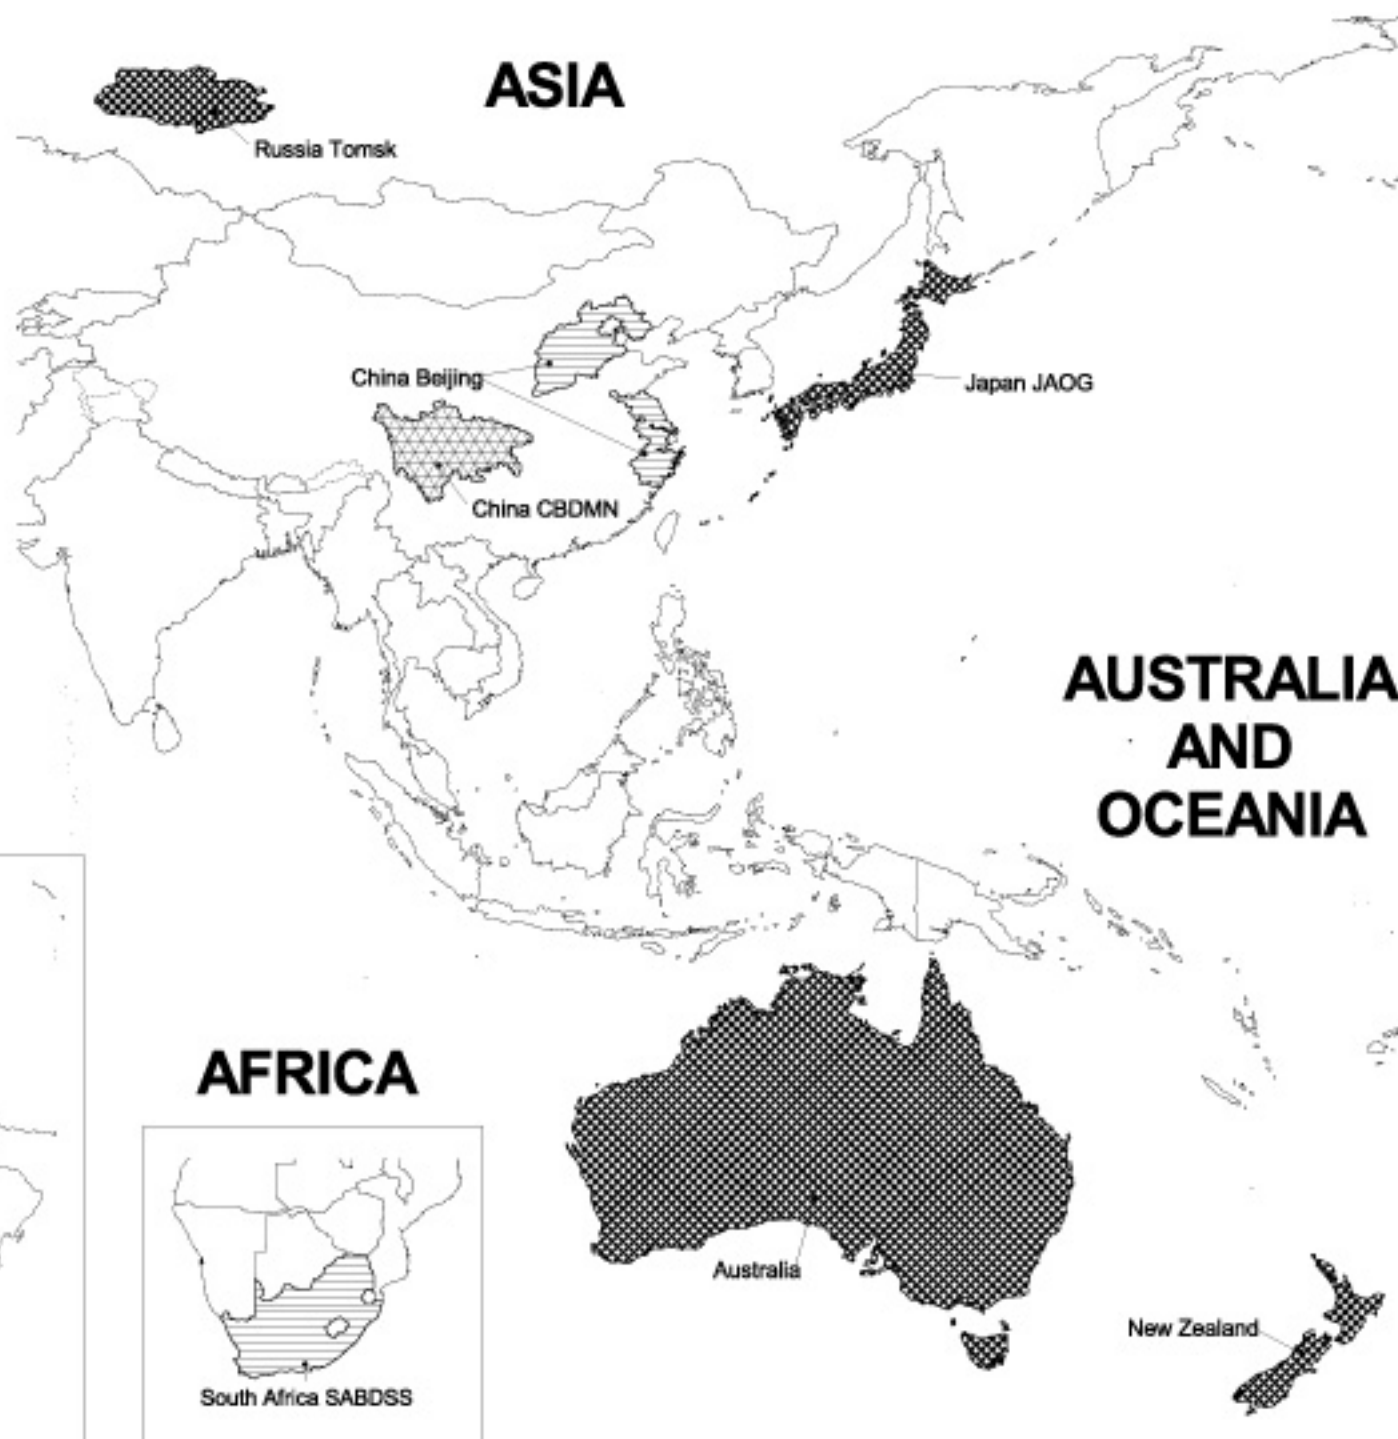 ASIA
Russia Tomsk
China Beijing
Japan JAOG
China CBDMN
AUSTRALIA
AND
OCEANIA
AFRICA
Australia
New Zealand
South Africa SABDSS